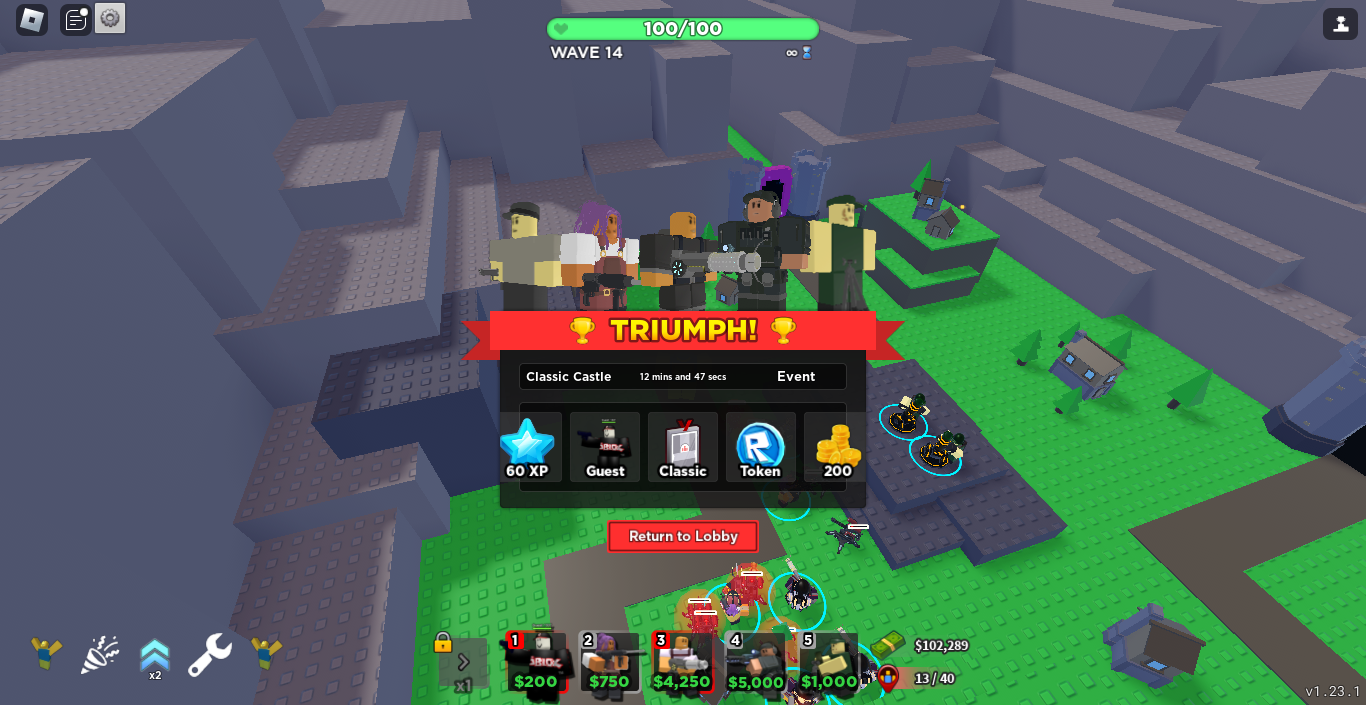 100/100
WAVE 14
∞
TRIUMPH!
Classic Castle 12 mins and 47 secs Event
60 XP Guest Classic Token 200
Return to Lobby
x2
x1
1 2 3 4 5
$200 $750 $4,250 $5,000 $1,000
$102,289
13 / 40
v1.23.1